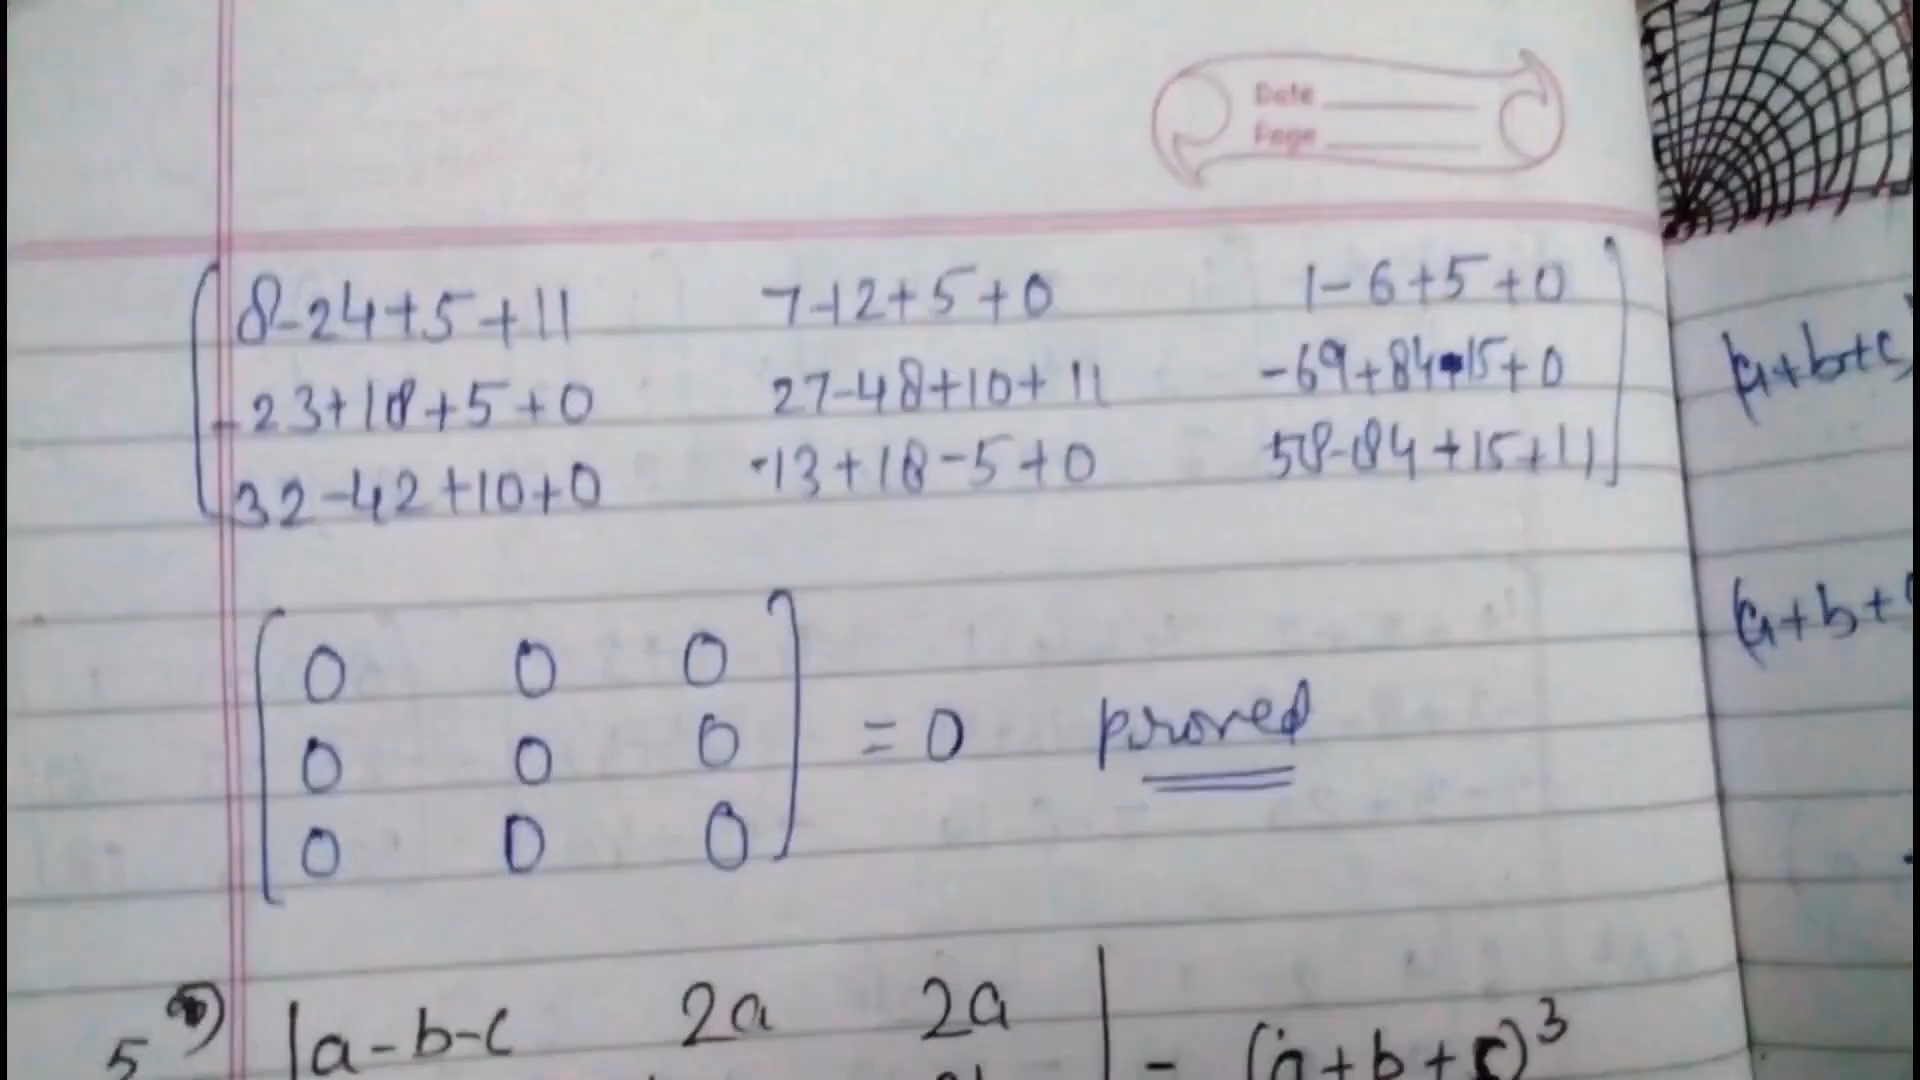 Date
Page
8-24+5+11 7-12+5+0 1-6+5+0
-23+18+5+0 27-48+10+11 -69+84-15+0
32-42+10+0 -13+18-5+0 58-84+15+11
0 0 0
0 0 0 = 0 proved
0 0 0
5) a-b-c 2a 2a = (a+b+c)³
(a+b+c)
(a+b+